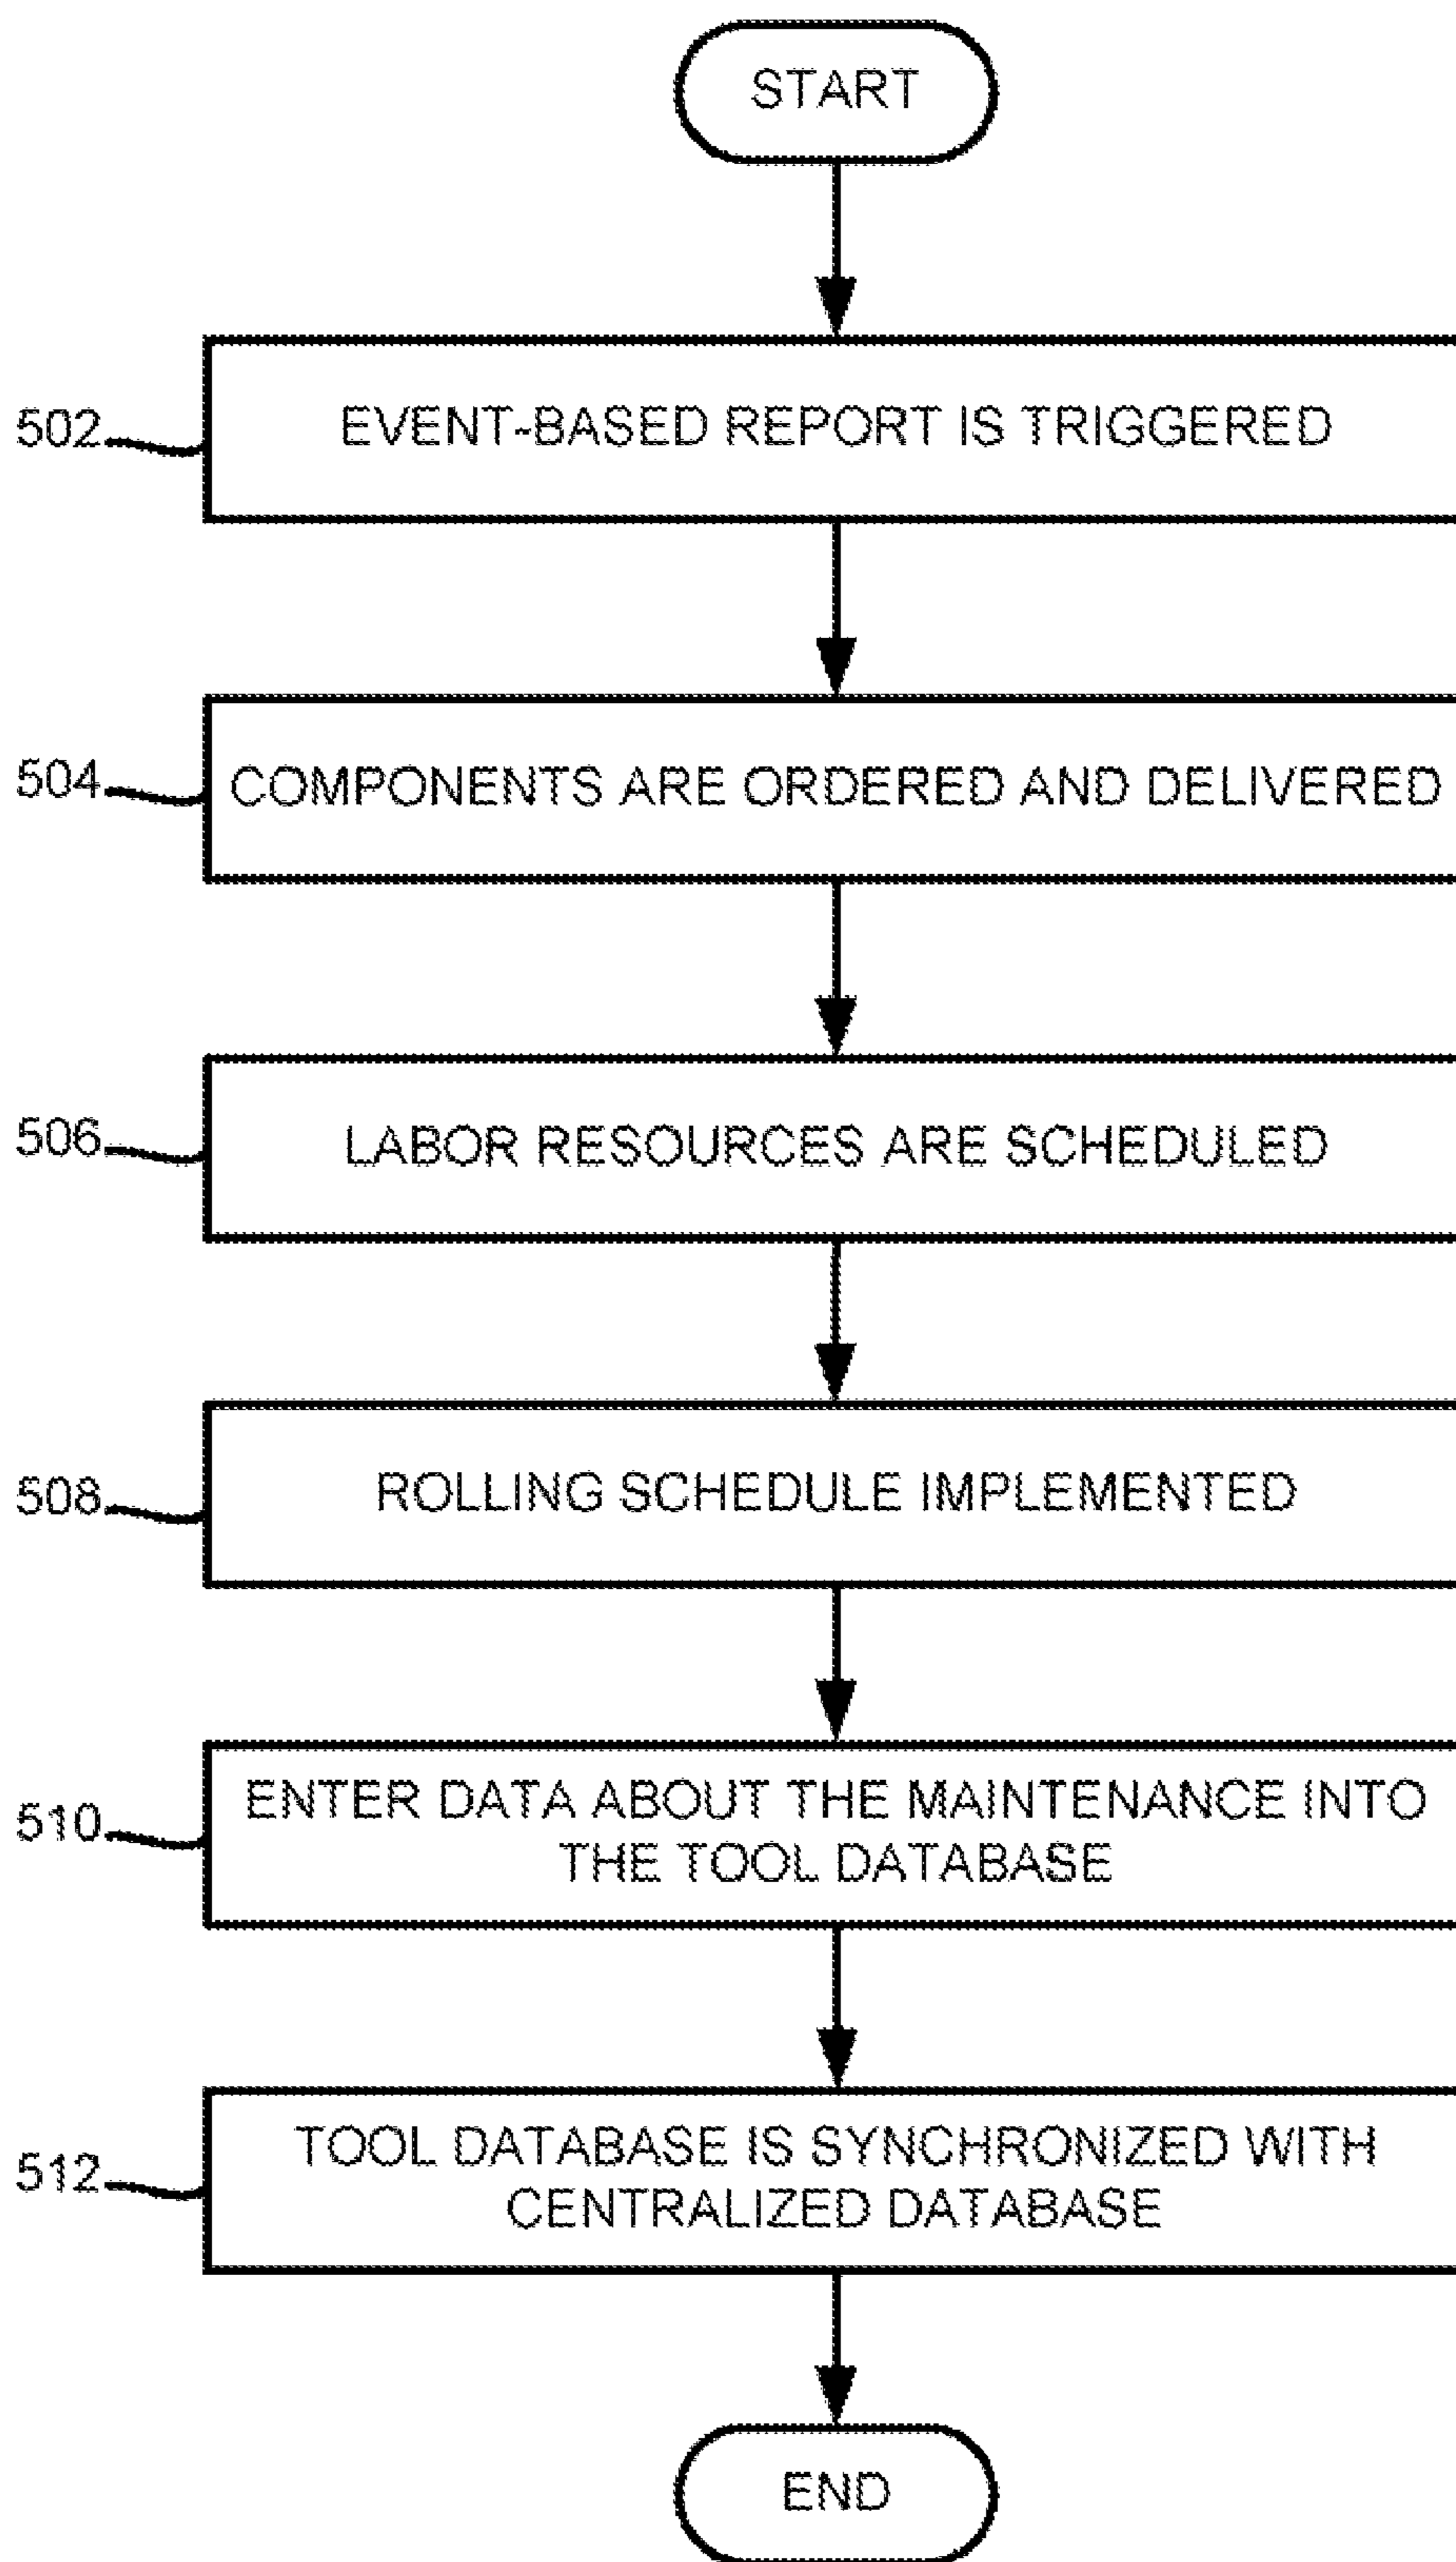 START
502
EVENT-BASED REPORT IS TRIGGERED
504
COMPONENTS ARE ORDERED AND DELIVERED
506
LABOR RESOURCES ARE SCHEDULED
508
ROLLING SCHEDULE IMPLEMENTED
510
ENTER DATA ABOUT THE MAINTENANCE INTO
THE TOOL DATABASE
512
TOOL DATABASE IS SYNCHRONIZED WITH
CENTRALIZED DATABASE
END